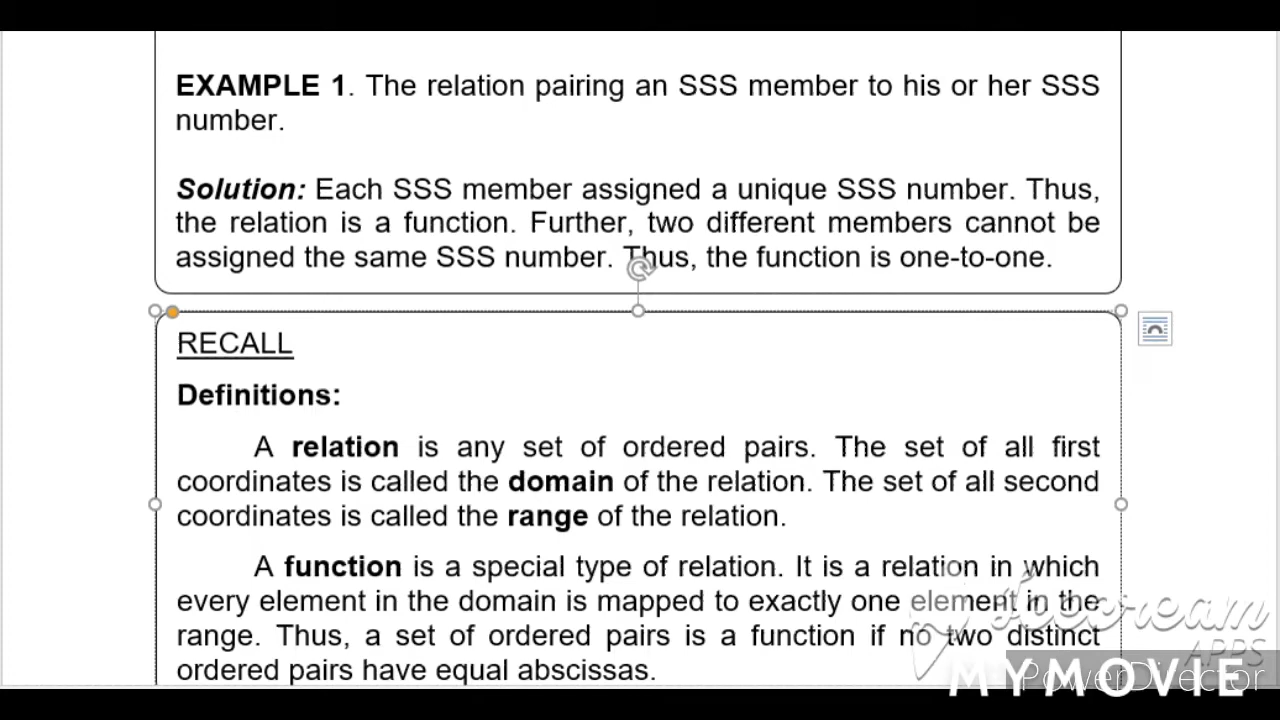 EXAMPLE 1. The relation pairing an SSS member to his or her SSS
number.
Solution: Each SSS member assigned a unique SSS number. Thus,
the relation is a function. Further, two different members cannot be
assigned the same SSS number. Thus, the function is one-to-one.
RECALL
Definitions:
A relation is any set of ordered pairs. The set of all first
coordinates is called the domain of the relation. The set of all second
coordinates is called the range of the relation.
A function is a special type of relation. It is a relation in which
every element in the domain is mapped to exactly one element in the
range. Thus, a set of ordered pairs is a function if no two distinct
ordered pairs have equal abscissas.
Icecream
APPS
PowerDirector
MYMOVIE